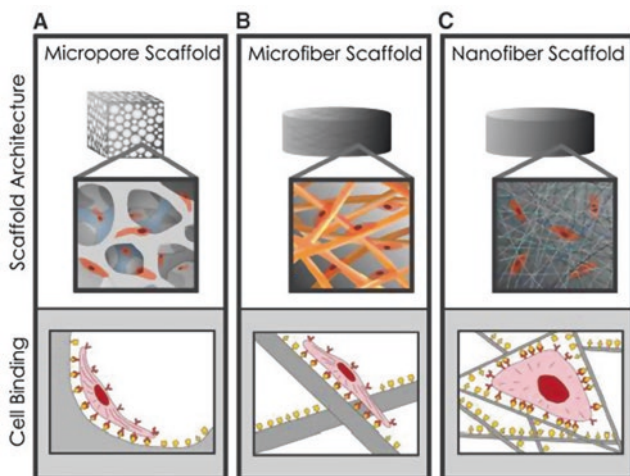 A
B
C
Micropore Scaffold
Microfiber Scaffold
Nanofiber Scaffold
Scaffold Architecture
Cell Binding